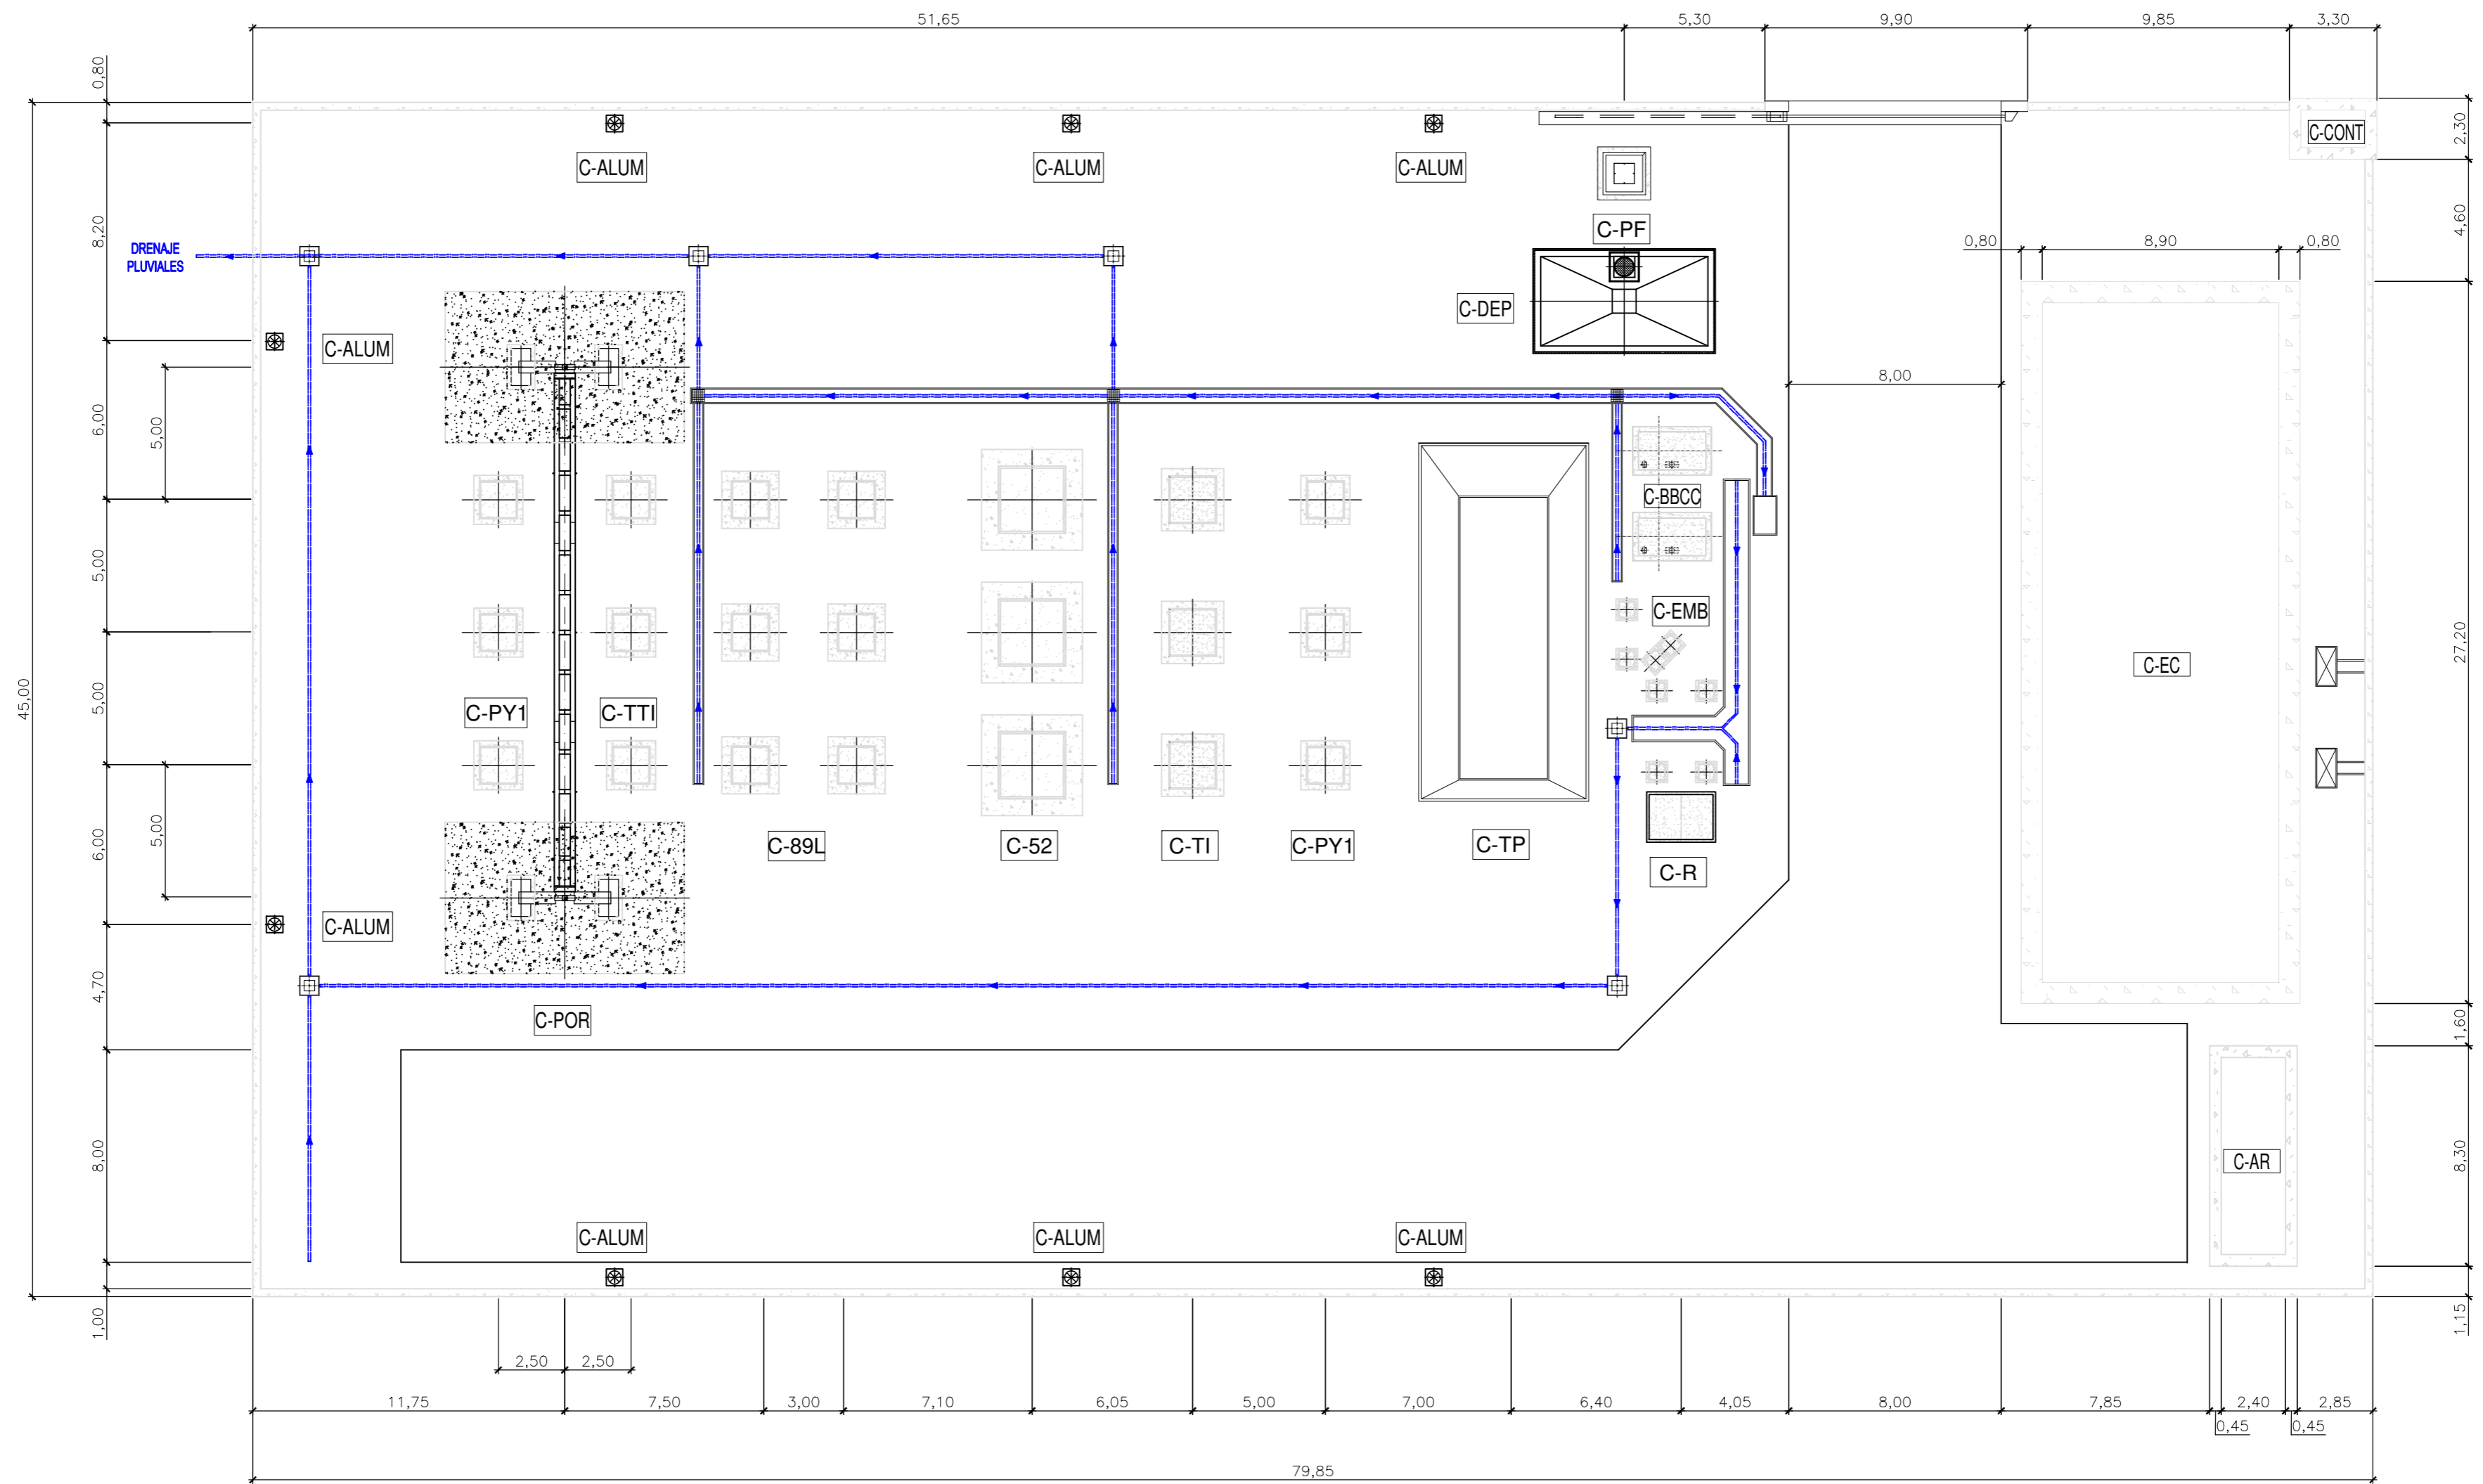 51,65
5,30
9,90
9,85
3,30
0,80
C-CONT
2,30
C-ALUM
C-ALUM
C-ALUM
8,20
C-PF
4,60
DRENAJE
PLUVIALES
0,80
8,90
0,80
C-DEP
C-ALUM
8,00
6,00
5,00
C-BBCC
5,00
C-EMB
27,20
C-EC
45,00
5,00
C-PY1
C-TTI
6,00
5,00
C-89L
C-52
C-TI
C-PY1
C-TP
C-R
C-ALUM
4,70
C-POR
1,60
8,00
8,30
C-AR
C-ALUM
C-ALUM
C-ALUM
1,00
1,15
2,50
2,50
11,75
7,50
3,00
7,10
6,05
5,00
7,00
6,40
4,05
8,00
7,85
2,40
2,85
0,45
0,45
79,85